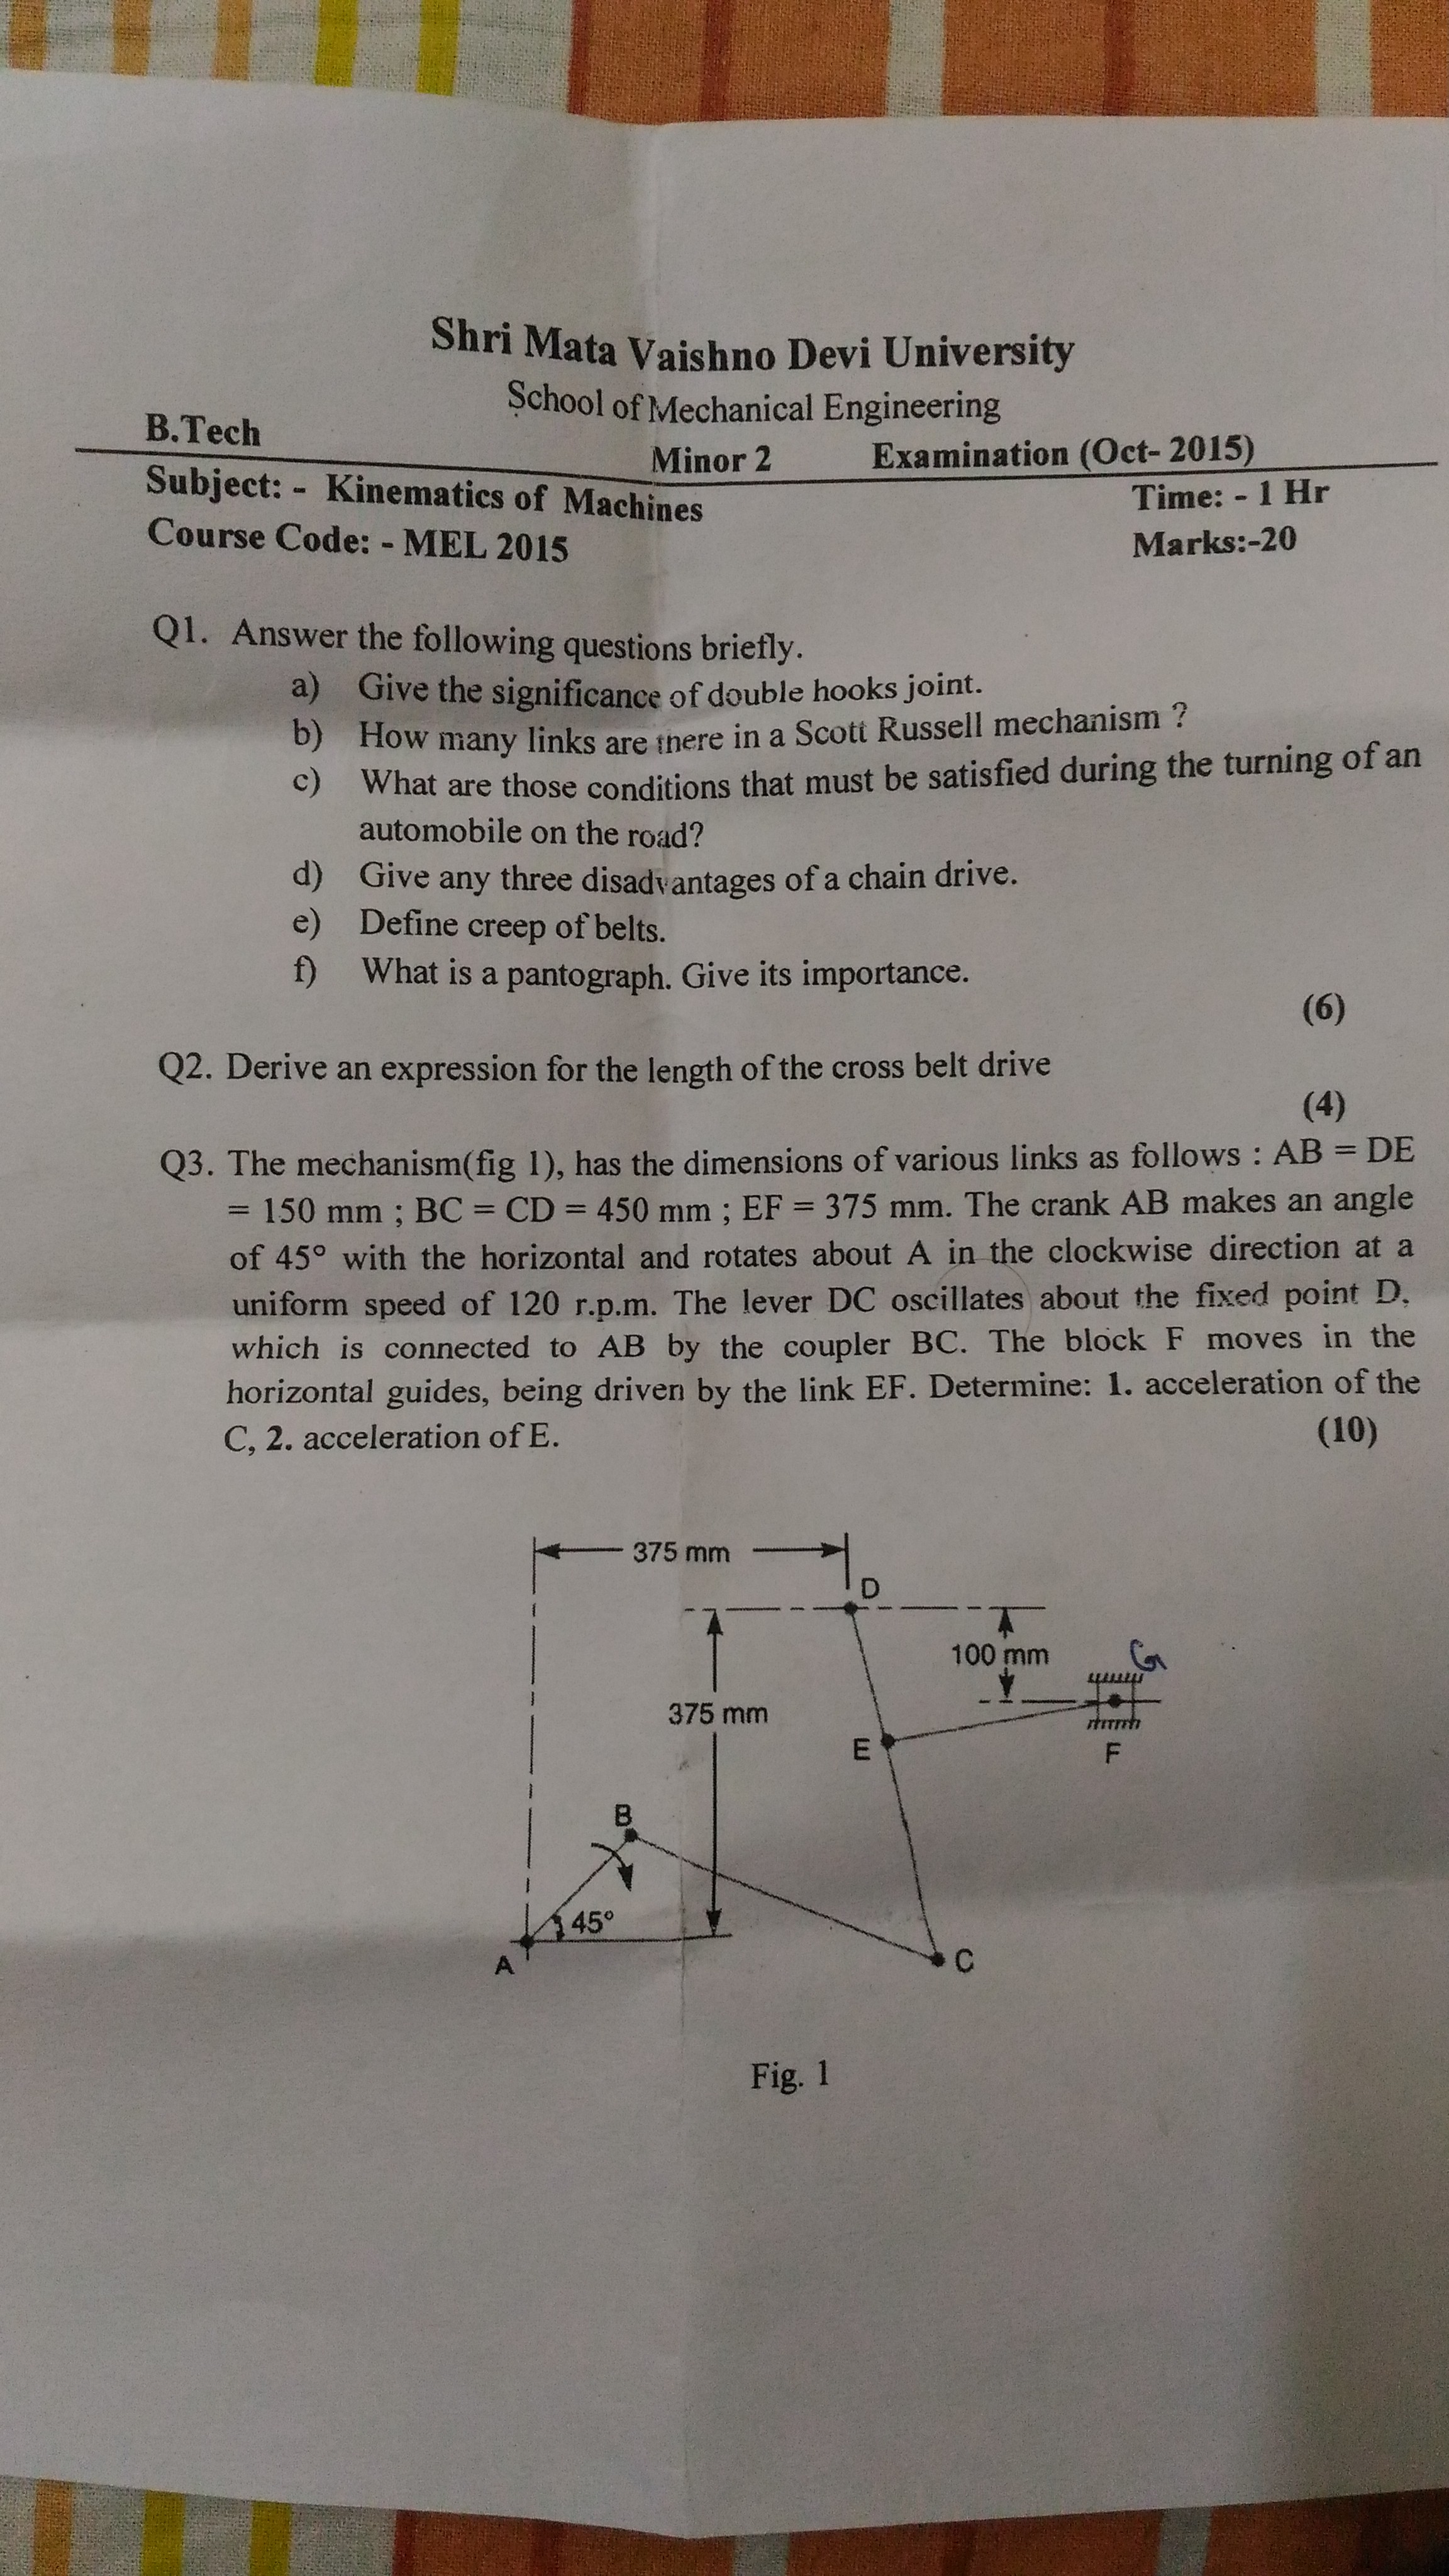 Shri Mata Vaishno Devi University
School of Mechanical Engineering
B.Tech
Minor 2 Examination (Oct- 2015)
Subject: - Kinematics of Machines Time: - 1 Hr
Course Code: - MEL 2015 Marks:-20
Q1. Answer the following questions briefly.
a) Give the significance of double hooks joint.
b) How many links are there in a Scott Russell mechanism ?
c) What are those conditions that must be satisfied during the turning of an
automobile on the road?
d) Give any three disadvantages of a chain drive.
e) Define creep of belts.
f) What is a pantograph. Give its importance.
(6)
Q2. Derive an expression for the length of the cross belt drive
(4)
Q3. The mechanism(fig 1), has the dimensions of various links as follows : AB = DE
= 150 mm ; BC = CD = 450 mm ; EF = 375 mm. The crank AB makes an angle
of 45° with the horizontal and rotates about A in the clockwise direction at a
uniform speed of 120 r.p.m. The lever DC oscillates about the fixed point D,
which is connected to AB by the coupler BC. The block F moves in the
horizontal guides, being driven by the link EF. Determine: 1. acceleration of the
C, 2. acceleration of E. (10)
375 mm
D
100 mm
G
375 mm
E
F
B
45°
A
C
Fig. 1